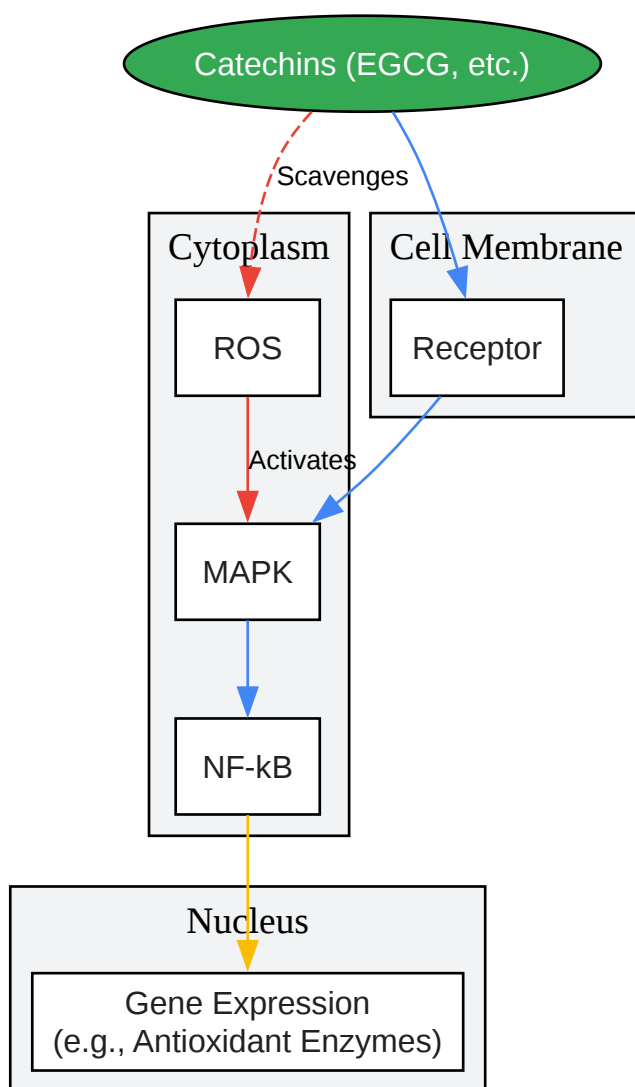 Catechins (EGCG, etc.)
Scavenges
Cytoplasm
Cell Membrane
ROS
Receptor
Activates
MAPK
NF-kB
Nucleus
Gene Expression
(e.g., Antioxidant Enzymes)